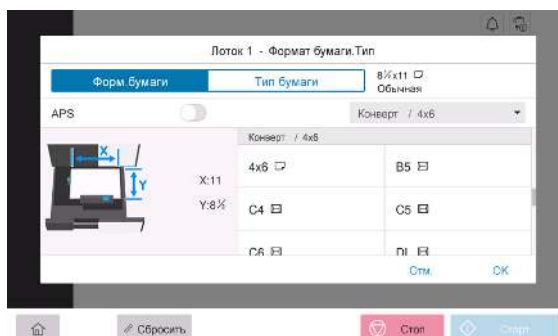 Лоток 1 - Формат бумаги.Тип
Форм.бумаги
Тип бумаги
8½x11
Обычная
APS
Конверт / 4x6
Конверт / 4x6
X
Y
X:11
Y:8½
4x6
B5
C4
C5
C6
DL
Отм.
OK
Сбросить
Стоп
Старт